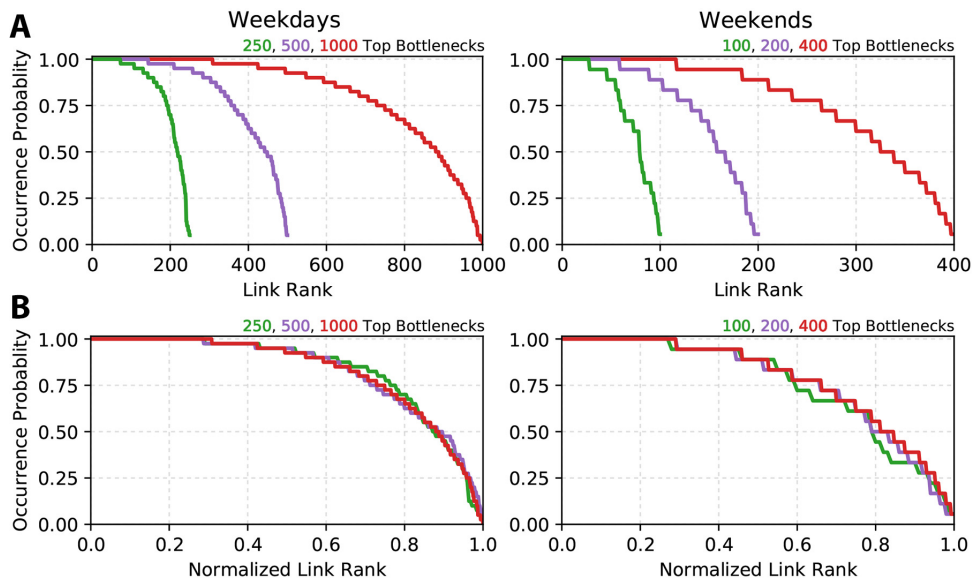 A
Weekdays
250, 500, 1000 Top Bottlenecks
Occurrence Probablity
1.00
0.75
0.50
0.25
0.00
0 200 400 600 800 1000
Link Rank
Weekends
100, 200, 400 Top Bottlenecks
1.00
0.75
0.50
0.25
0.00
0 100 200 300 400
Link Rank
B
250, 500, 1000 Top Bottlenecks
Occurrence Probablity
1.00
0.75
0.50
0.25
0.00
0.0 0.2 0.4 0.6 0.8 1.0
Normalized Link Rank
100, 200, 400 Top Bottlenecks
1.00
0.75
0.50
0.25
0.00
0.0 0.2 0.4 0.6 0.8 1.0
Normalized Link Rank